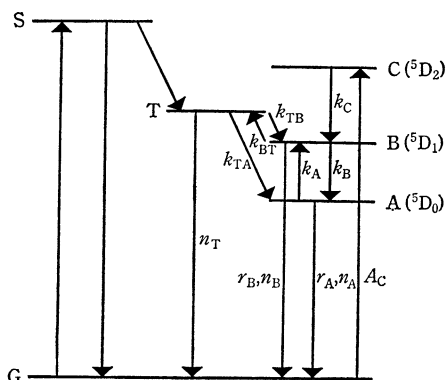 S
C (⁵D₂)
T
k_TB
k_C
k_BT
B (⁵D₁)
k_TA
k_A
k_B
A (⁵D₀)
n_T
r_B, n_B
r_A, n_A
A_C
G